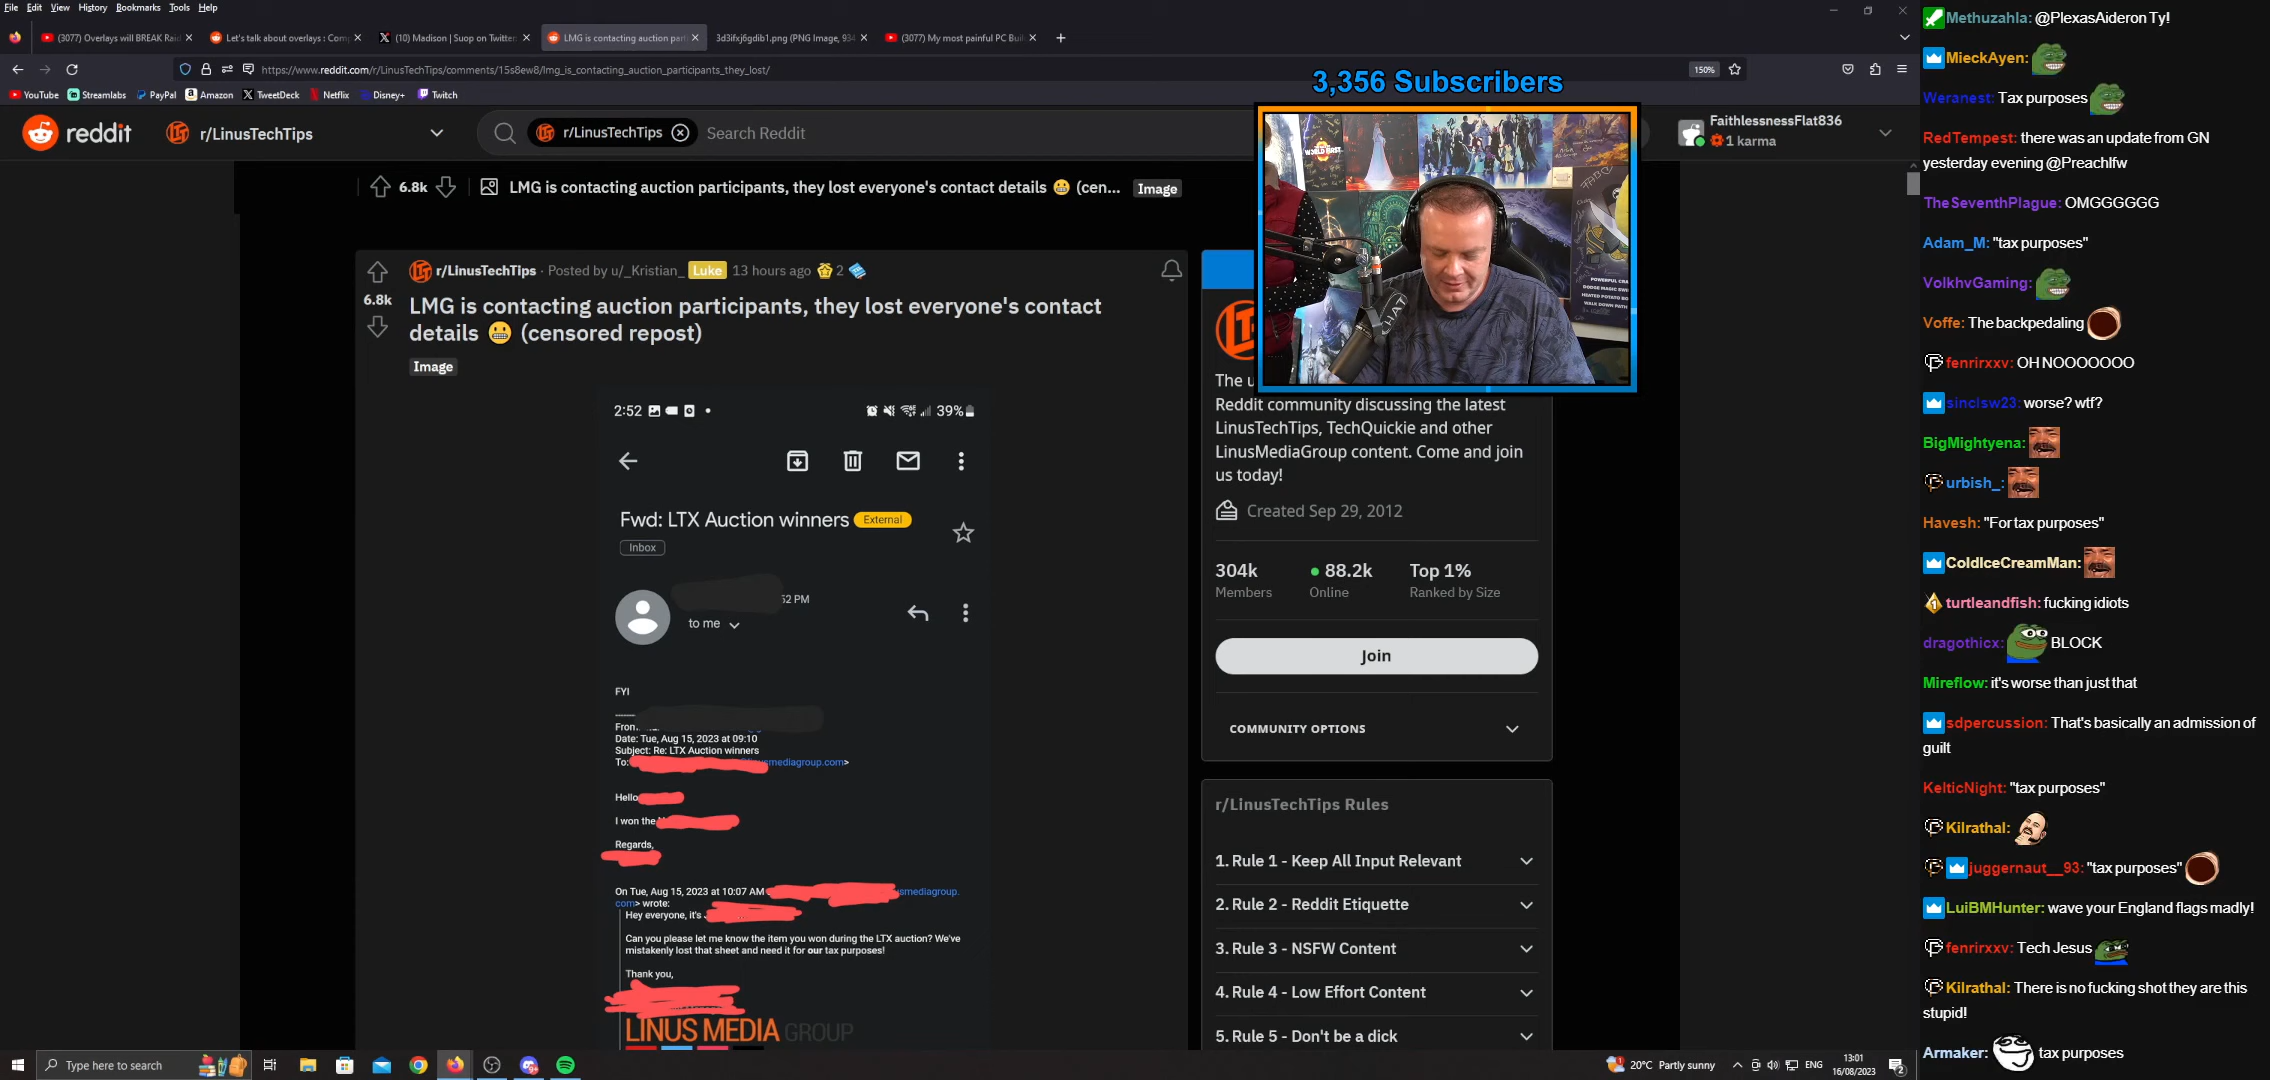 File Edit View History Bookmarks Tools Help
(3077) Overlays will BREAK Raid
Let's talk about overlays : Comp
(10) Madison | Suop on Twitter:
LMG is contacting auction parti
3d3ifxj6gdib1.png (PNG Image, 934
(3077) My most painful PC Buil
https://www.reddit.com/r/LinusTechTips/comments/15s8ew8/lmg_is_contacting_auction_participants_they_lost/
150%
YouTube Streamlabs PayPal Amazon TweetDeck Netflix Disney+ Twitch
3,356 Subscribers
reddit
r/LinusTechTips
r/LinusTechTips
Search Reddit
FaithlessnessFlat836
1 karma
6.8k
LMG is contacting auction participants, they lost everyone's contact details 😬 (cen...
Image
r/LinusTechTips · Posted by u/_Kristian_ Luke 13 hours ago 2
6.8k
LMG is contacting auction participants, they lost everyone's contact
details 😬 (censored repost)
Image
2:52
39%
Fwd: LTX Auction winners External
Inbox
52 PM
to me
FYI
From:
Date: Tue, Aug 15, 2023 at 09:10
Subject: Re: LTX Auction winners
To: smediagroup.com>
Hello
I won the
Regards,
On Tue, Aug 15, 2023 at 10:07 AM smediagroup.
com> wrote:
Hey everyone, it's
Can you please let me know the item you won during the LTX auction? We've
mistakenly lost that sheet and need it for our tax purposes!
Thank you,
LINUS MEDIA GROUP
WORLD FIRST
CHAT
The u
Reddit community discussing the latest
LinusTechTips, TechQuickie and other
LinusMediaGroup content. Come and join
us today!
Created Sep 29, 2012
304k 88.2k Top 1%
Members Online Ranked by Size
Join
COMMUNITY OPTIONS
r/LinusTechTips Rules
1. Rule 1 - Keep All Input Relevant
2. Rule 2 - Reddit Etiquette
3. Rule 3 - NSFW Content
4. Rule 4 - Low Effort Content
5. Rule 5 - Don't be a dick
Methuzahla: @PlexasAideron Ty!
MieckAyen:
Weranest: Tax purposes
RedTempest: there was an update from GN
yesterday evening @Preachlfw
TheSeventhPlague: OMGGGGGG
Adam_M: "tax purposes"
VolkhvGaming:
Voffe: The backpedaling
fenrirxxv: OH NOOOOOOO
sinclsw23: worse? wtf?
BigMightyena:
urbish_:
Havesh: "For tax purposes"
ColdIceCreamMan:
turtleandfish: fucking idiots
dragothicx: BLOCK
Mireflow: it's worse than just that
sdpercussion: That's basically an admission of
guilt
KelticNight: "tax purposes"
Kilrathal:
juggernaut__93: "tax purposes"
LuiBMHunter: wave your England flags madly!
fenrirxxv: Tech Jesus
Kilrathal: There is no fucking shot they are this
stupid!
Armaker: tax purposes
Type here to search
20°C Partly sunny
ENG
13:01
16/08/2023
2